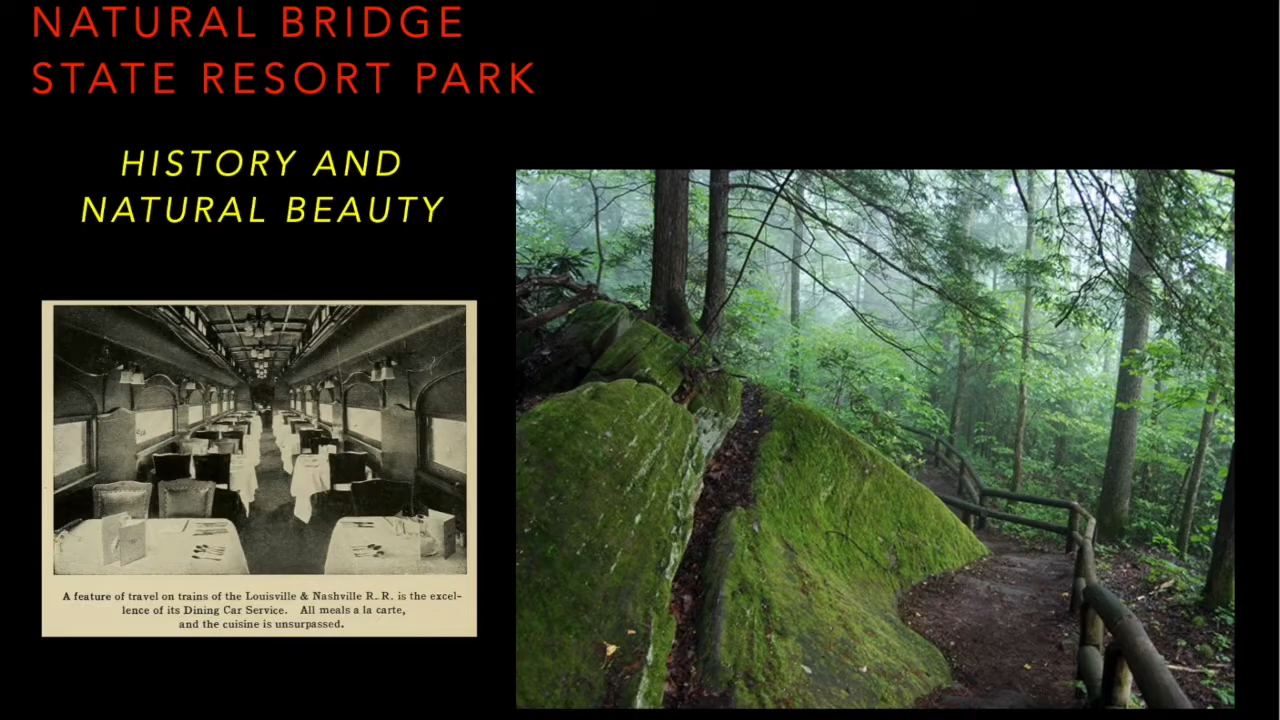 NATURAL BRIDGE
STATE RESORT PARK
HISTORY AND
NATURAL BEAUTY
A feature of travel on trains of the Louisville & Nashville R. R. is the excel-
lence of its Dining Car Service. All meals a la carte,
and the cuisine is unsurpassed.